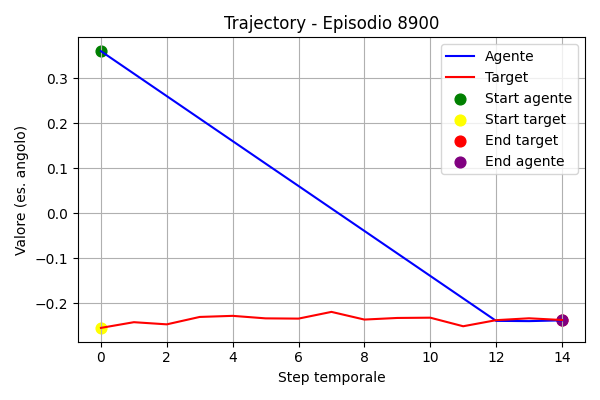 Trajectory - Episodio 8900
Agente
Target
Start agente
Start target
End target
End agente
Valore (es. angolo)
0.3
0.2
0.1
0.0
−0.1
−0.2
0 2 4 6 8 10 12 14
Step temporale